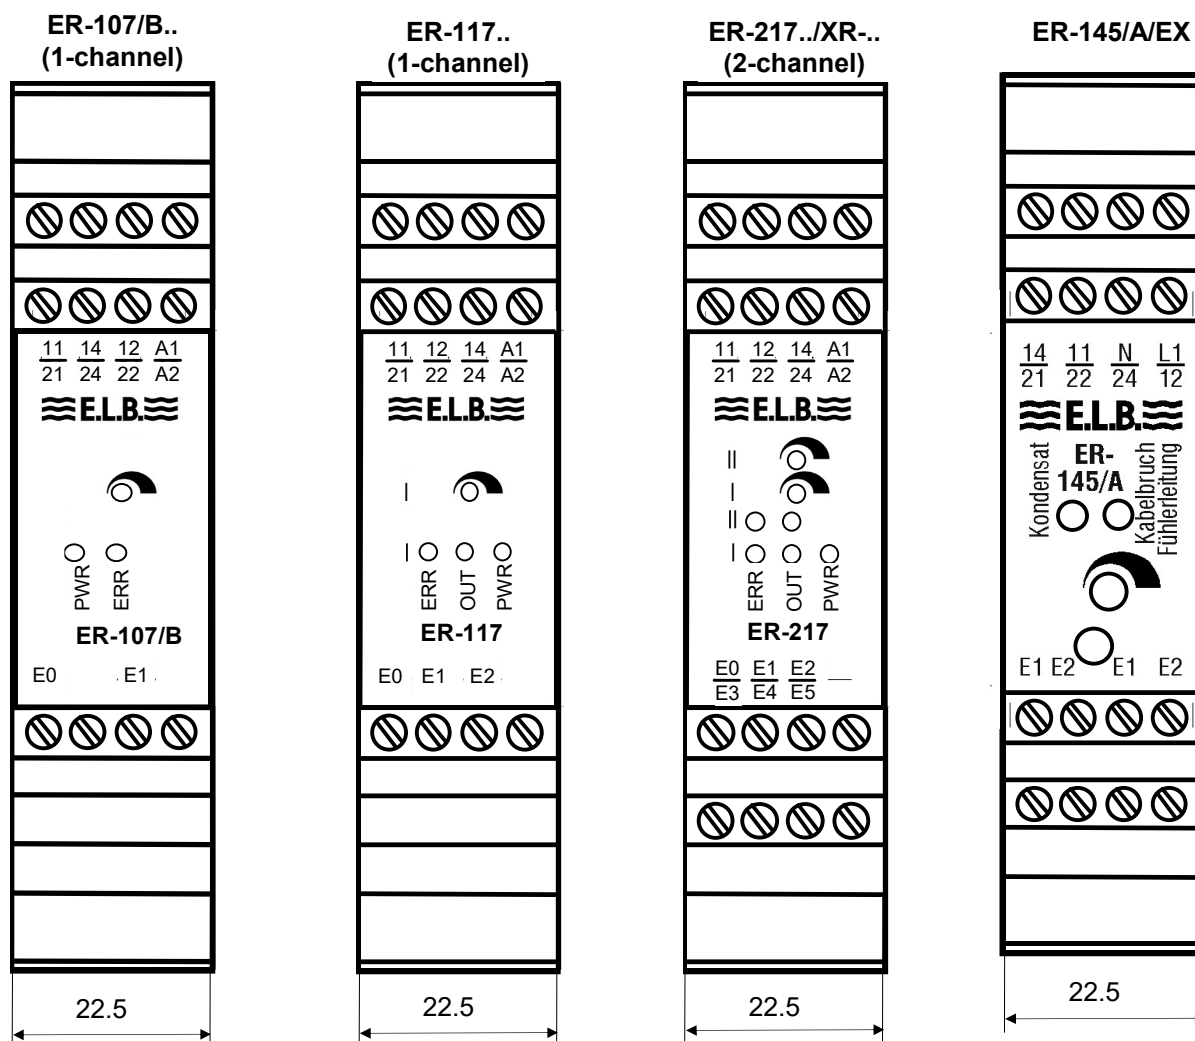 ER-107/B..
(1-channel)
11 14 12 A1
21 24 22 A2
E.L.B.
PWR
ERR
ER-107/B
E0 E1
22.5
ER-117..
(1-channel)
11 12 14 A1
21 22 24 A2
E.L.B.
I
I
ERR
OUT
PWR
ER-117
E0 E1 E2
22.5
ER-217../XR-..
(2-channel)
11 12 14 A1
21 22 24 A2
E.L.B.
II
I
II
I
ERR
OUT
PWR
ER-217
E0 E1 E2
E3 E4 E5
22.5
ER-145/A/EX
14 11 N L1
21 22 24 12
E.L.B.
Kondensat
ER-
145/A
Kabelbruch
Fühlerleitung
E1 E2 E1 E2
22.5